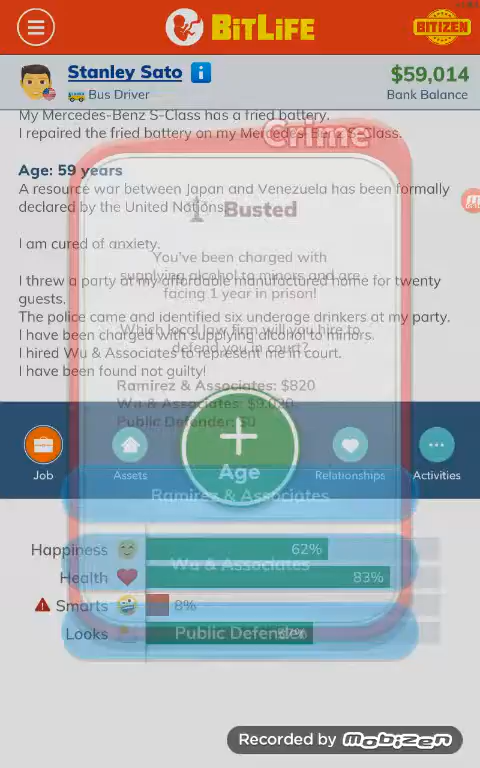 BitLife
BITIZEN
Stanley Sato i
$59,014
Bus Driver
Bank Balance
My Mercedes-Benz S-Class has a fried battery.
I repaired the fried battery on my Mercedes-Benz S-Class.
Crime
Age: 59 years
A resource war between Japan and Venezuela has been formally
declared by the United Nations.
Busted
I am cured of anxiety.
You've been charged with
supplying alcohol to minors and are
facing 1 year in prison!
I threw a party at my affordable manufactured home for twenty
guests.
The police came and identified six underage drinkers at my party.
I have been charged with supplying alcohol to minors.
Which local law firm will you hire to
defend you in court?
I hired Wu & Associates to represent me in court.
I have been found not guilty!
Ramirez & Associates: $820
Wu & Associates: $9,020
Public Defender: $0
Age
Job
Assets
Relationships
Activities
Ramirez & Associates
Happiness
62%
Wu & Associates
Health
83%
Smarts
8%
Looks
Public Defender
Recorded by Mobizen